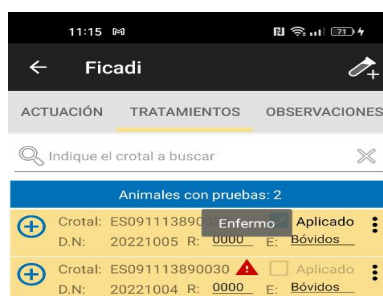 11:15 71
Ficadi
ACTUACIÓN TRATAMIENTOS OBSERVACIONES
Indique el crotal a buscar
Animales con pruebas: 2
Crotal: Enfermo Aplicado
D.N: 20221005 R: 0000 E: Bóvidos
Crotal: ES091113890030 Aplicado
D.N: 20221004 R: 0000 E: Bóvidos